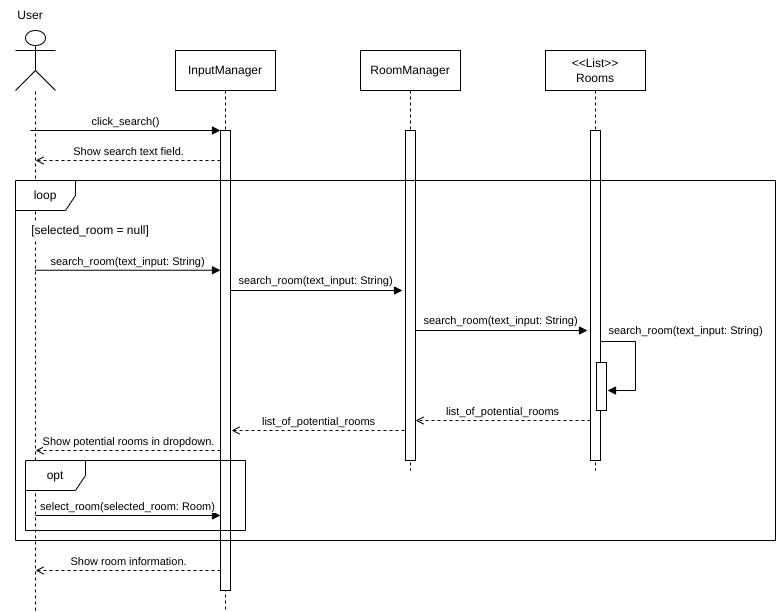 User
InputManager
RoomManager
<<List>>
Rooms
click_search()
Show search text field.
loop
[selected_room = null]
search_room(text_input: String)
search_room(text_input: String)
search_room(text_input: String)
search_room(text_input: String)
list_of_potential_rooms
list_of_potential_rooms
Show potential rooms in dropdown.
opt
select_room(selected_room: Room)
Show room information.